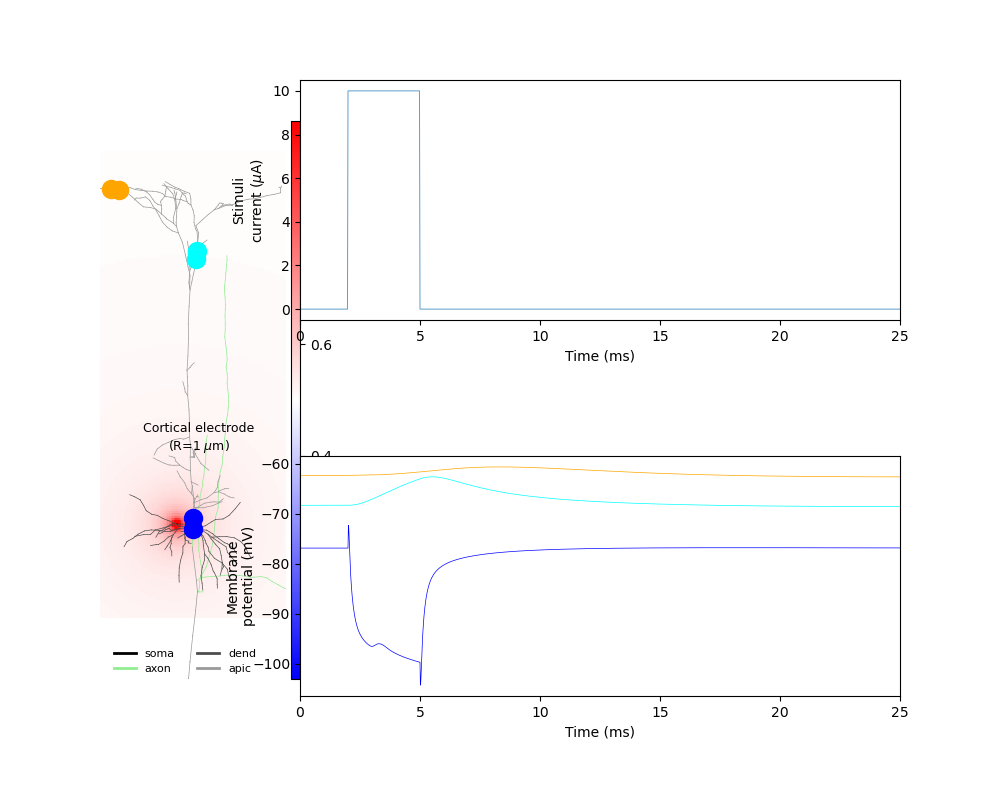 10
8
6
4
2
0
Stimuli
current (μA)
0 5 10 15 20 25
Time (ms)
0.6
0.4
Cortical electrode
(R=1 μm)
−60
−70
−80
−90
−100
Membrane
potential (mV)
0 5 10 15 20 25
Time (ms)
soma dend
axon apic